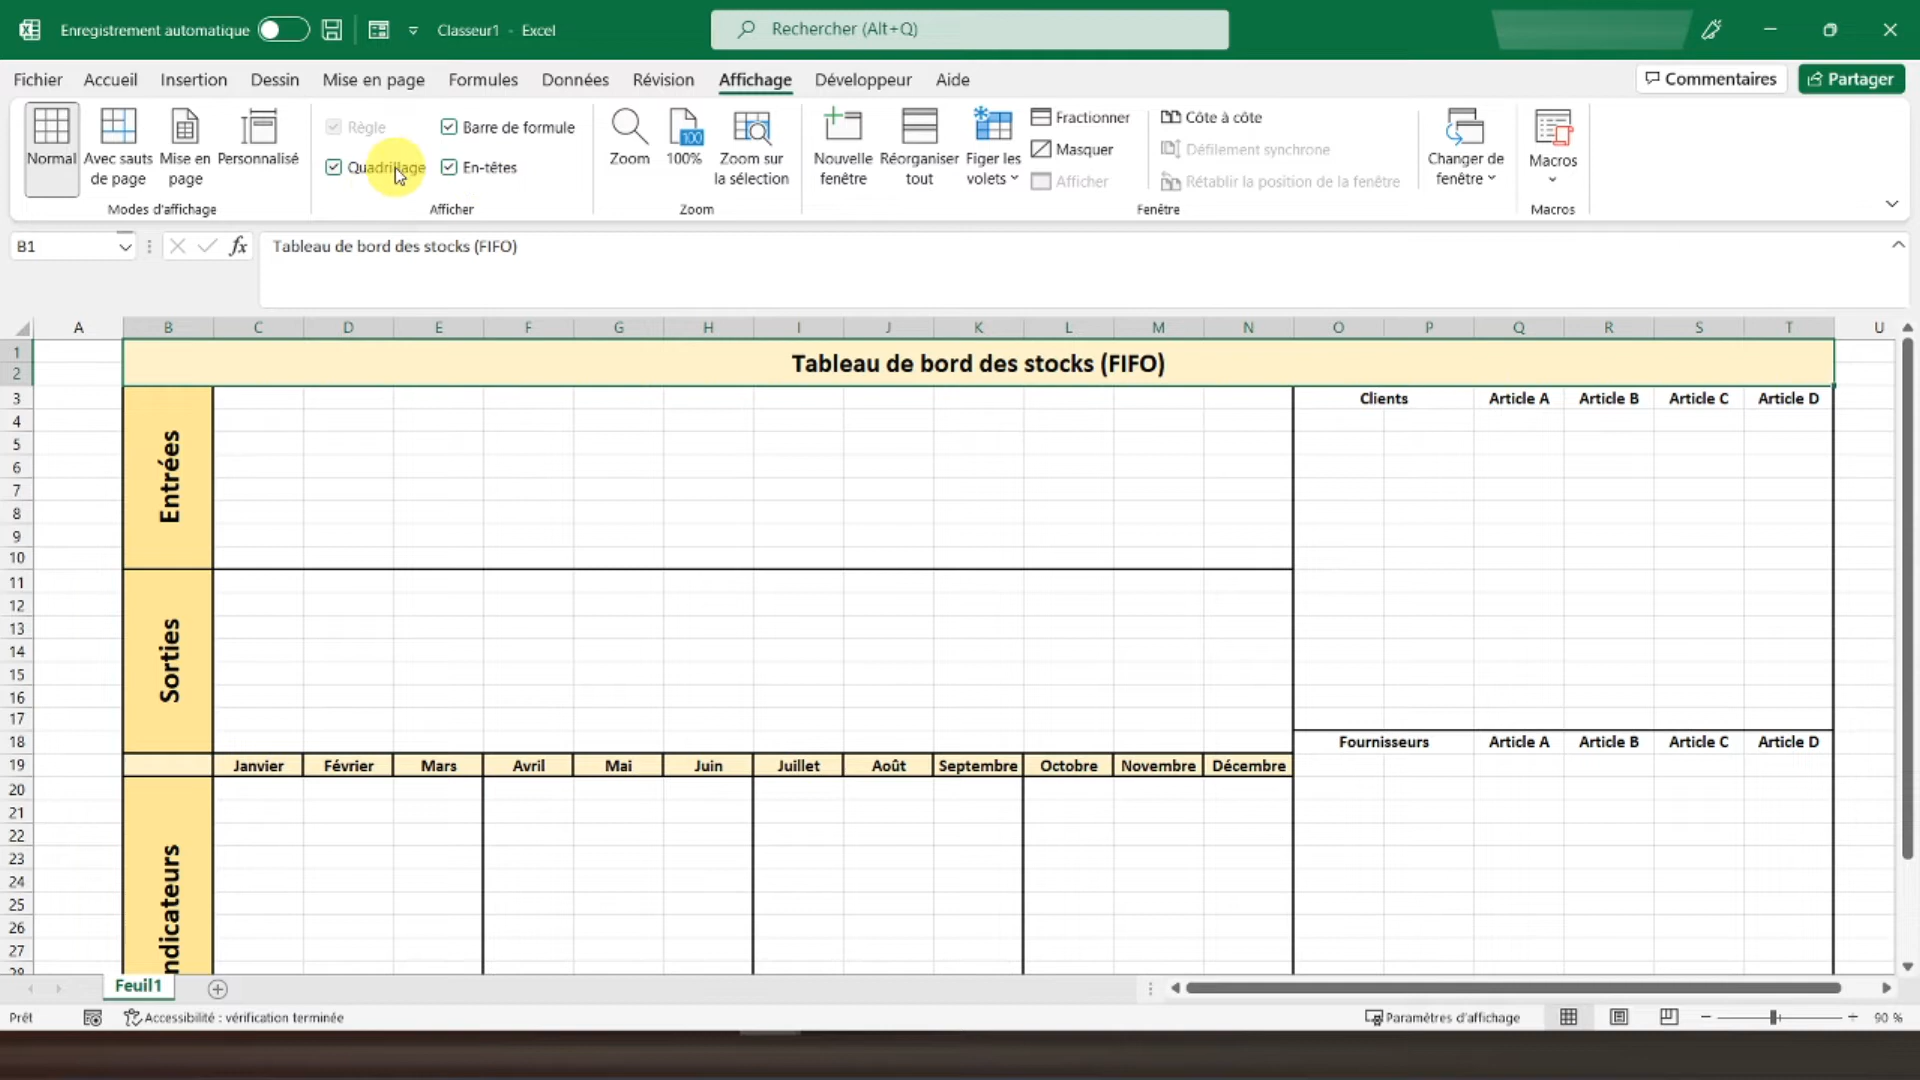 Enregistrement automatique Classeur1 - Excel Rechercher (Alt+Q)
Fichier Accueil Insertion Dessin Mise en page Formules Données Révision Affichage Développeur Aide Commentaires Partager
Normal
Avec sauts de page
Mise en page
Personnalisé
Modes d'affichage
Règle
Barre de formule
Quadrillage
En-têtes
Afficher
Zoom
100
100%
Zoom sur la sélection
Zoom
Nouvelle fenêtre
Réorganiser tout
Figer les volets
Fractionner
Masquer
Afficher
Côte à côte
Défilement synchrone
Rétablir la position de la fenêtre
Changer de fenêtre
Fenêtre
Macros
Macros
B1 fx Tableau de bord des stocks (FIFO)
A B C D E F G H I J K L M N O P Q R S T U
1
2 Tableau de bord des stocks (FIFO)
3 Clients Article A Article B Article C Article D
4
5
6
7 Entrées
8
9
10
11
12
13
14
15 Sorties
16
17
18 Fournisseurs Article A Article B Article C Article D
19 Janvier Février Mars Avril Mai Juin Juillet Août Septembre Octobre Novembre Décembre
20
21
22
23
24
25
26 ndicateurs
27
28
Feuil1
Prêt Accessibilité : vérification terminée Paramètres d'affichage 90 %